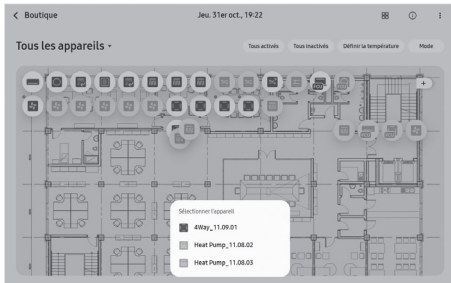 Boutique
Jeu. 31er oct., 19:22
Tous les appareils
Tous activés
Tous inactivés
Définir la température
Mode
Sélectionner l'appareil
4Way_11.09.01
Heat Pump_11.08.02
Heat Pump_11.08.03